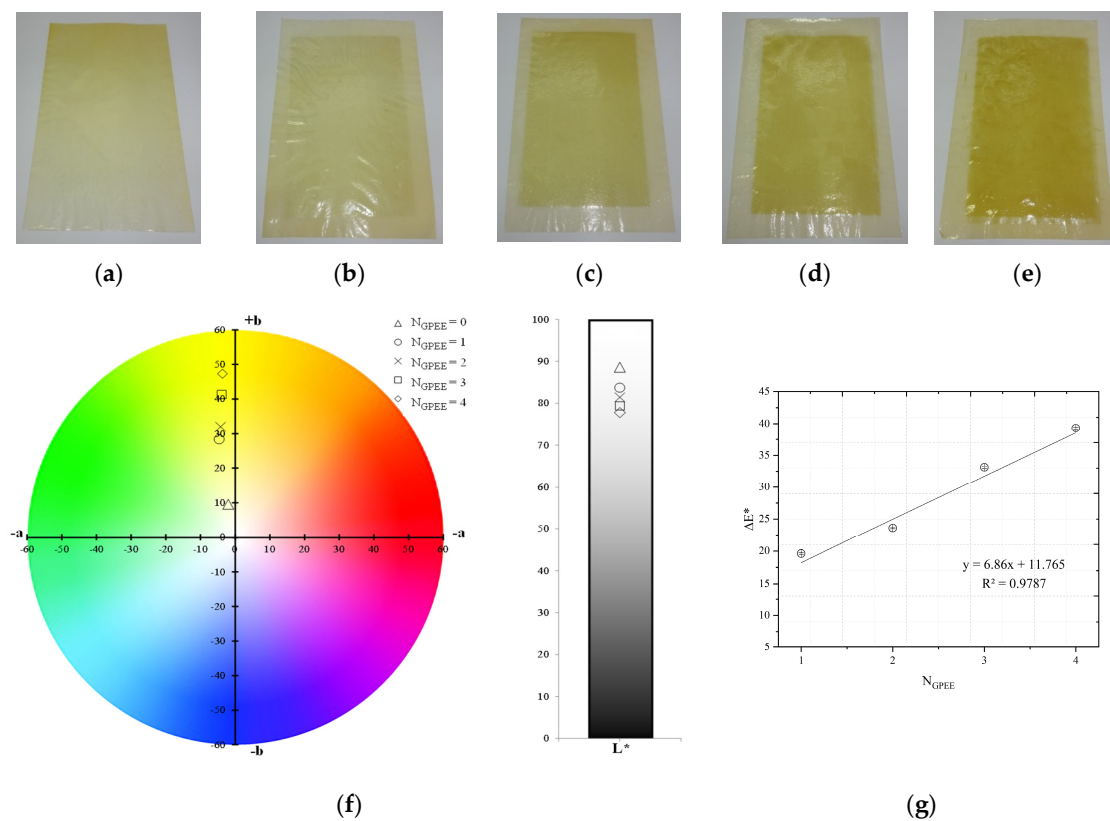 (a)
(b)
(c)
(d)
(e)
+b
60
50
40
30
20
10
0
-10
-20
-30
-40
-50
-60
-b
-a
-60 -50 -40 -30 -20 -10 0 10 20 30 40 50 60
-a
N_GPEE = 0
N_GPEE = 1
N_GPEE = 2
N_GPEE = 3
N_GPEE = 4
100
90
80
70
60
50
40
30
20
10
0
L*
45
40
35
30
25
20
15
10
5
ΔE*
y = 6.86x + 11.765
R² = 0.9787
1 2 3 4
N_GPEE
(f)
(g)